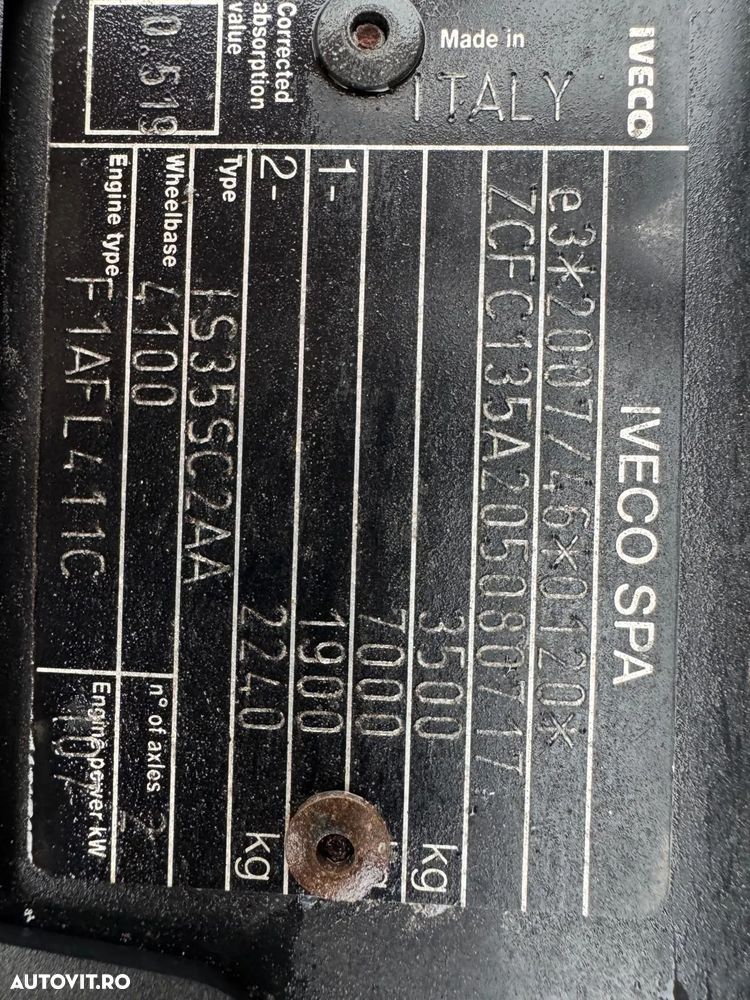 IVECO
IVECO SPA
Made in
ITALY
e3*2007/46*0120*
ZCFC135A205080717
3500 kg
7000
1- 1900
2- 2240 kg
Corrected absorption value
0.519
Type IS35SC2AA
Wheelbase 4100
n° of axles 2
Engine type F1AFL411C
Engine power kW 107
AUTOVIT.RO